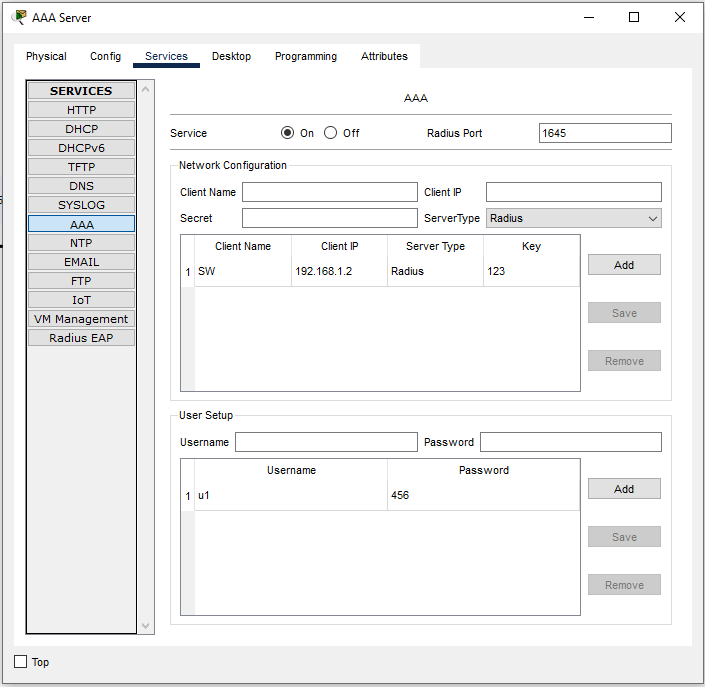 AAA Server
Physical Config Services Desktop Programming Attributes
SERVICES
HTTP
DHCP
DHCPv6
TFTP
DNS
SYSLOG
AAA
NTP
EMAIL
FTP
IoT
VM Management
Radius EAP
AAA
Service On Off Radius Port 1645
Network Configuration
Client Name Client IP
Secret ServerType Radius
Client Name Client IP Server Type Key
1 SW 192.168.1.2 Radius 123
Add
Save
Remove
User Setup
Username Password
Username Password
1 u1 456
Add
Save
Remove
Top